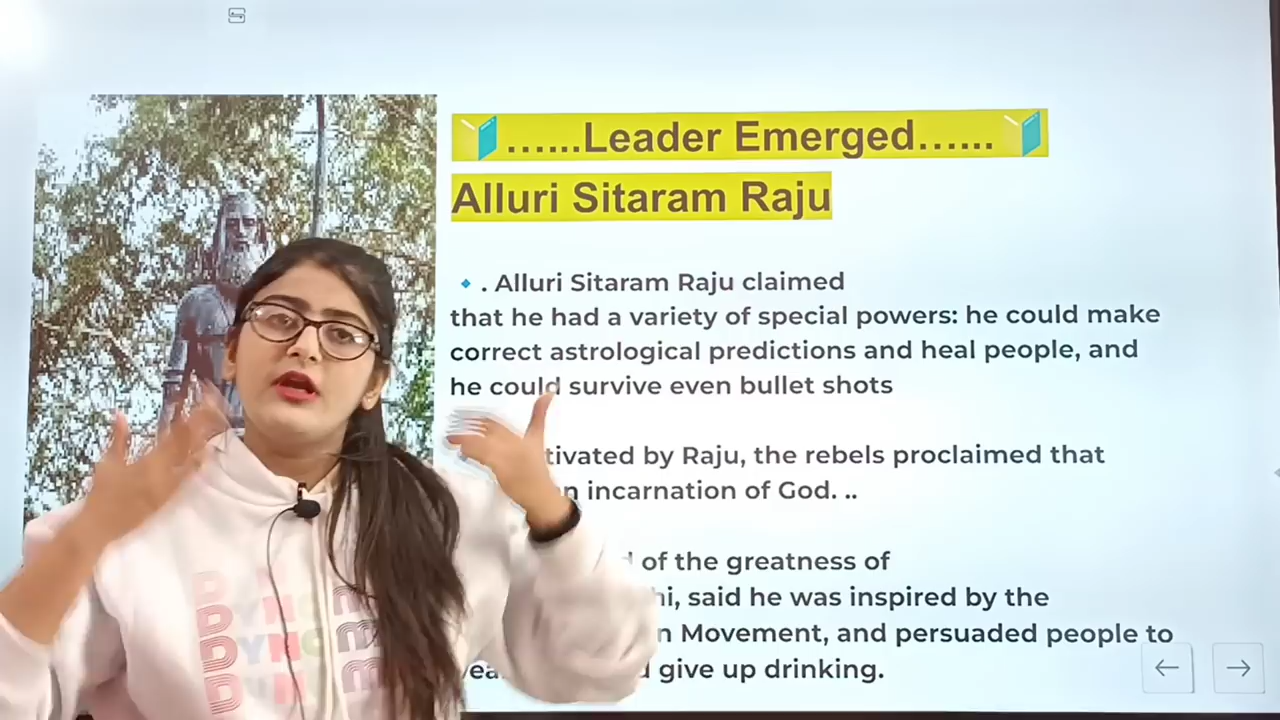 ......Leader Emerged......
Alluri Sitaram Raju
. Alluri Sitaram Raju claimed
that he had a variety of special powers: he could make
correct astrological predictions and heal people, and
he could survive even bullet shots
tivated by Raju, the rebels proclaimed that
n incarnation of God. ..
of the greatness of
hi, said he was inspired by the
n Movement, and persuaded people to
give up drinking.
DYNO